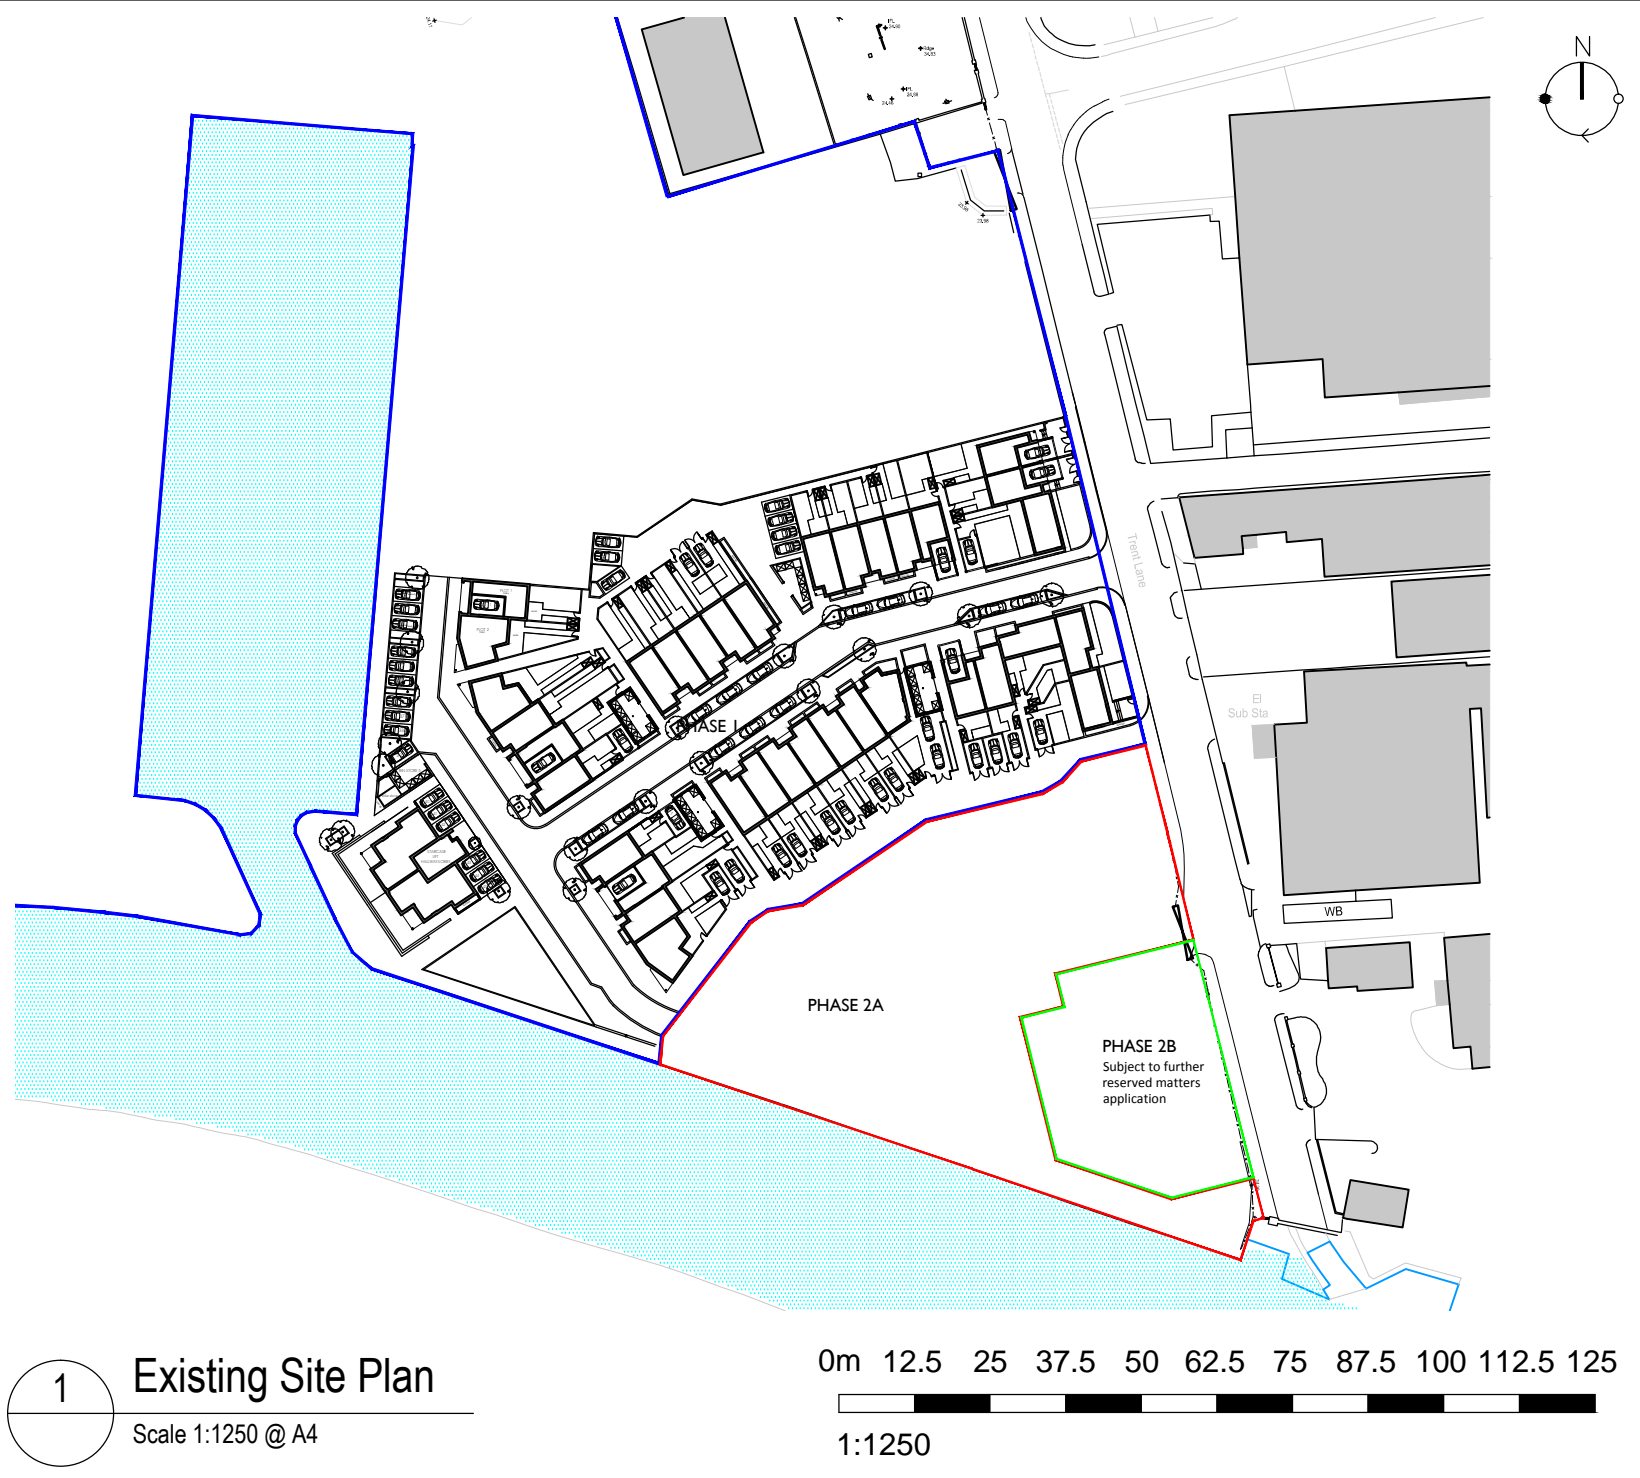 N
Ridge
Trent Lane
El
Sub Sta
PHASE 1
WB
PHASE 2A
PHASE 2B
Subject to further
reserved matters
application
1
Existing Site Plan
Scale 1:1250 @ A4
0m 12.5 25 37.5 50 62.5 75 87.5 100 112.5 125
1:1250